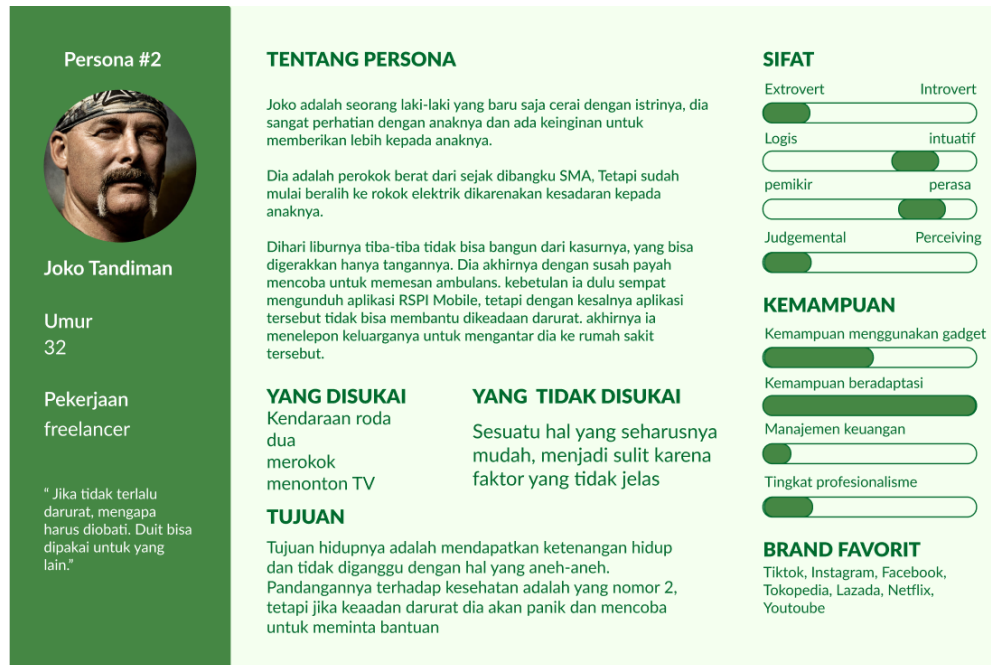 Persona #2
Joko Tandiman
Umur
32
Pekerjaan
freelancer
“ Jika tidak terlalu
darurat, mengapa
harus diobati. Duit bisa
dipakai untuk yang
lain.”
TENTANG PERSONA
Joko adalah seorang laki-laki yang baru saja cerai dengan istrinya, dia
sangat perhatian dengan anaknya dan ada keinginan untuk
memberikan lebih kepada anaknya.
Dia adalah perokok berat dari sejak dibangku SMA, Tetapi sudah
mulai beralih ke rokok elektrik dikarenakan kesadaran kepada
anaknya.
Dihari liburnya tiba-tiba tidak bisa bangun dari kasurnya, yang bisa
digerakkan hanya tangannya. Dia akhirnya dengan susah payah
mencoba untuk memesan ambulans. kebetulan ia dulu sempat
mengunduh aplikasi RSPI Mobile, tetapi dengan kesalnya aplikasi
tersebut tidak bisa membantu dikeadaan darurat. akhirnya ia
menelepon keluarganya untuk mengantar dia ke rumah sakit
tersebut.
YANG DISUKAI
Kendaraan roda
dua
merokok
menonton TV
YANG TIDAK DISUKAI
Sesuatu hal yang seharusnya
mudah, menjadi sulit karena
faktor yang tidak jelas
TUJUAN
Tujuan hidupnya adalah mendapatkan ketenangan hidup
dan tidak diganggu dengan hal yang aneh-aneh.
Pandangannya terhadap kesehatan adalah yang nomor 2,
tetapi jika keaadan darurat dia akan panik dan mencoba
untuk meminta bantuan
SIFAT
Extrovert Introvert
Logis intuatif
pemikir perasa
Judgemental Perceiving
KEMAMPUAN
Kemampuan menggunakan gadget
Kemampuan beradaptasi
Manajemen keuangan
Tingkat profesionalisme
BRAND FAVORIT
Tiktok, Instagram, Facebook,
Tokopedia, Lazada, Netflix,
Youtoube